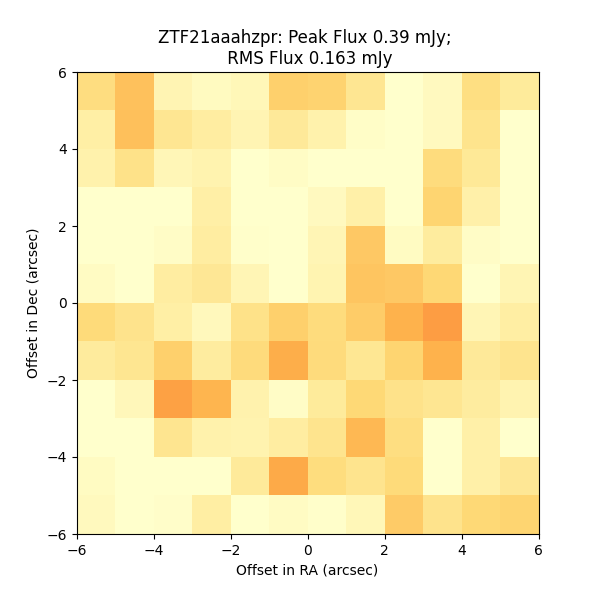 ZTF21aaahzpr: Peak Flux 0.39 mJy;
RMS Flux 0.163 mJy
6
4
2
0
−2
−4
−6
Offset in Dec (arcsec)
−6 −4 −2 0 2 4 6
Offset in RA (arcsec)